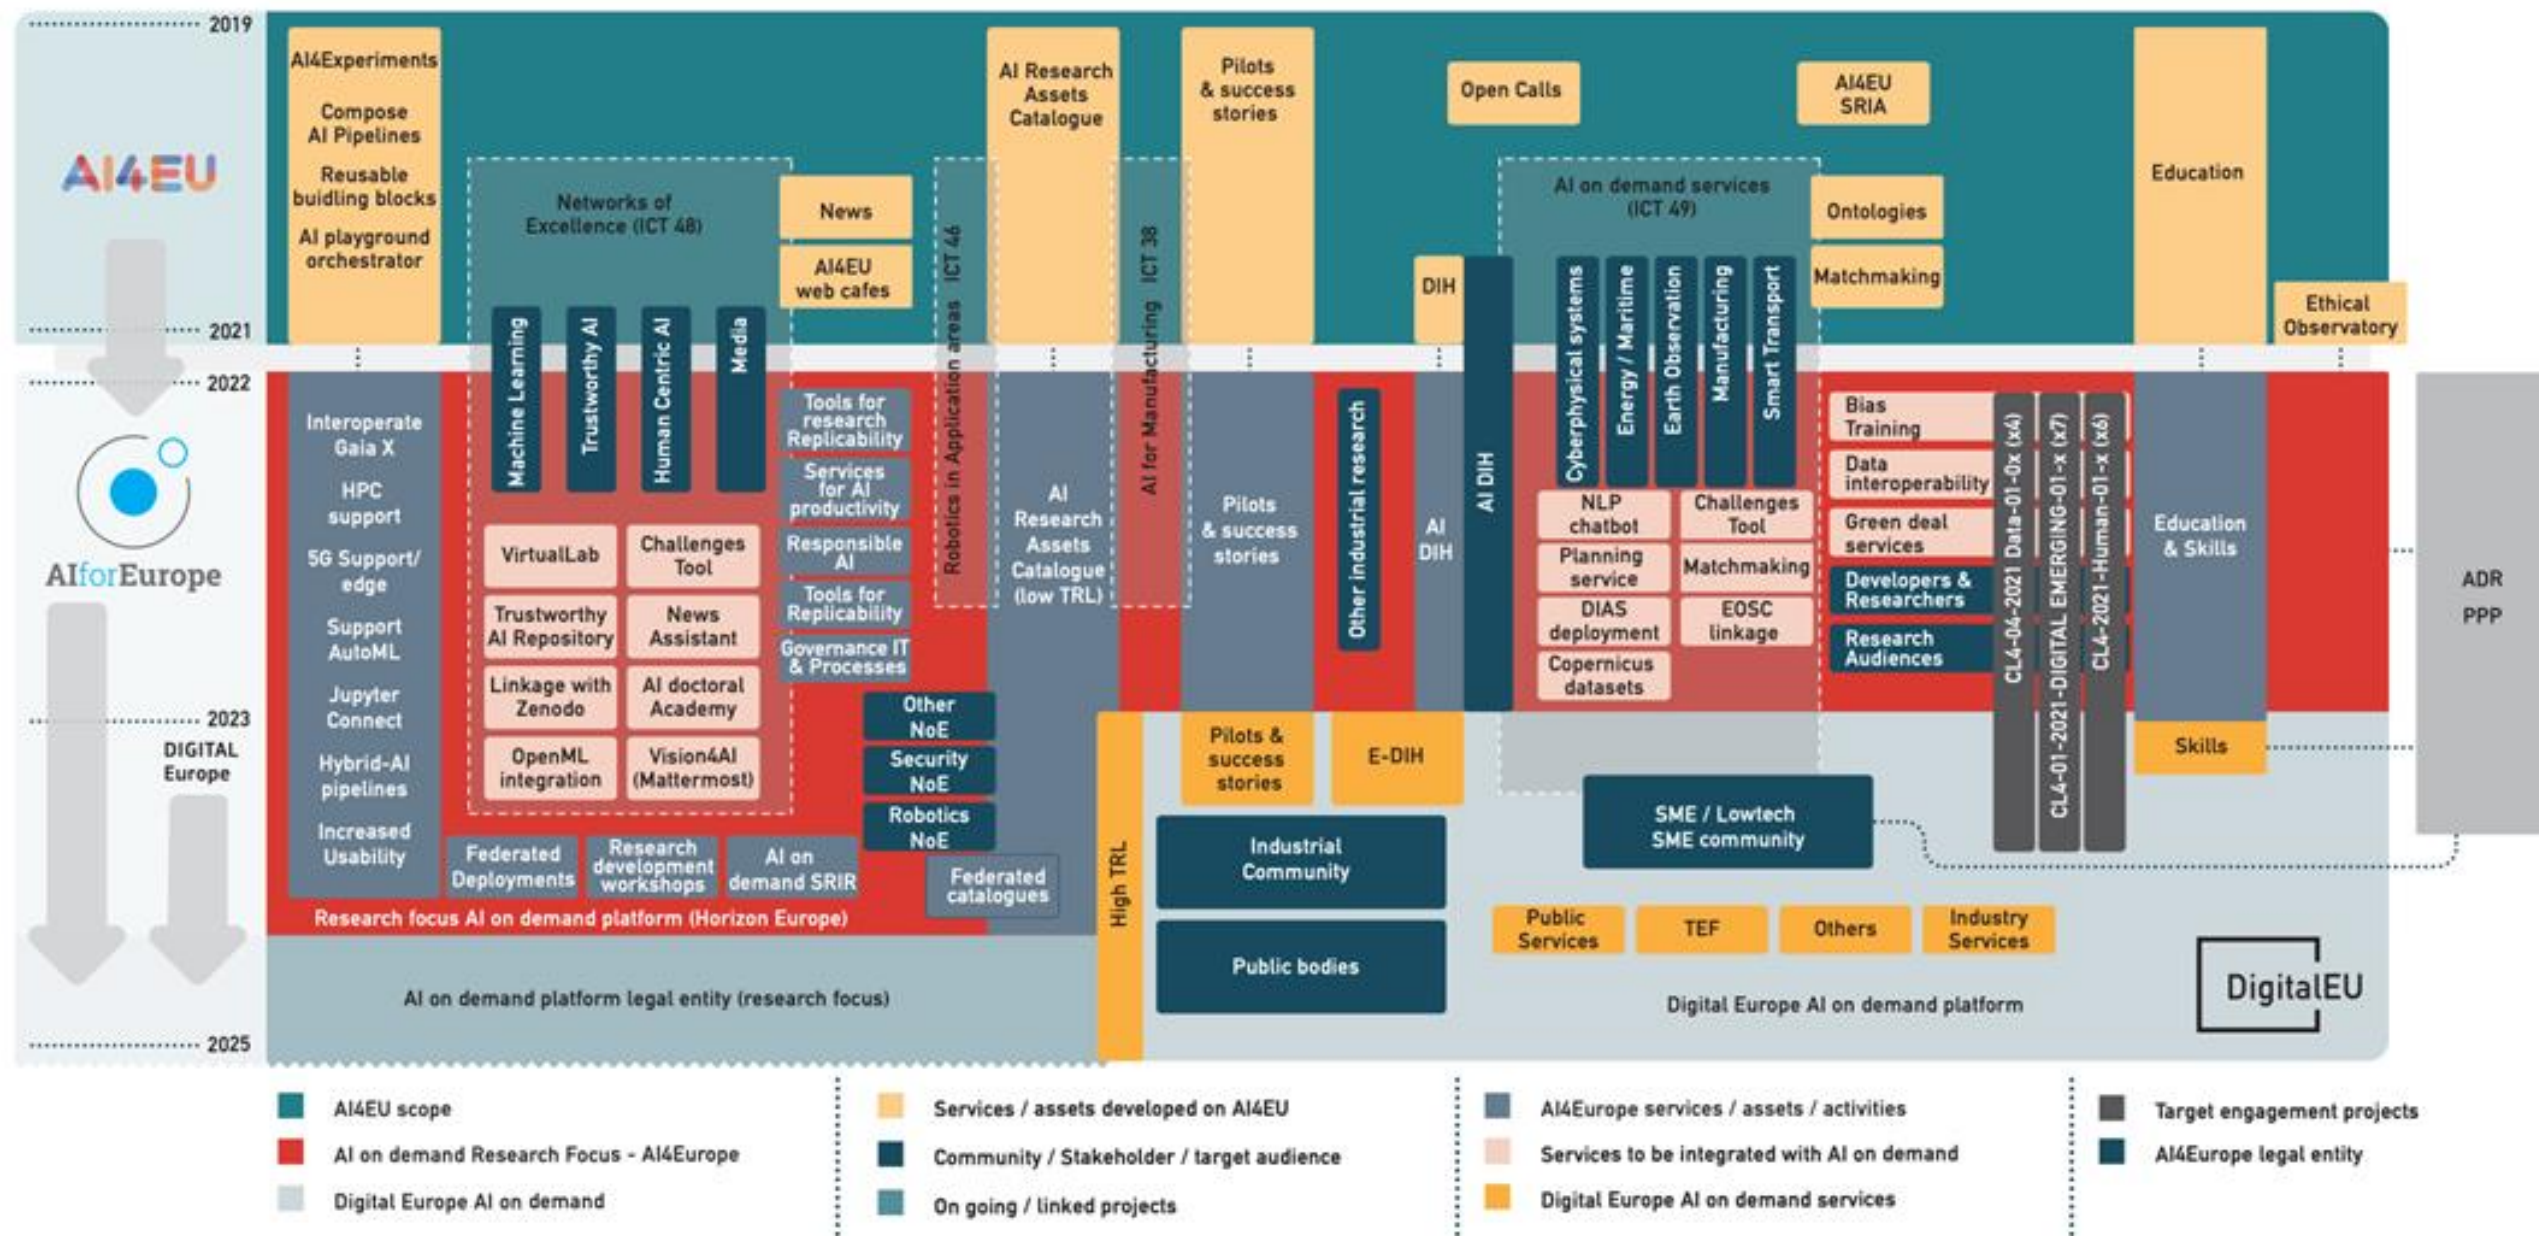 2019
AI4EU
2021
2022
AIforEurope
2023
DIGITAL
Europe
2025
AI4Experiments
Compose
AI Pipelines
Reusable
buidling blocks
AI playground
orchestrator
Networks of
Excellence (ICT 48)
Machine Learning
Trustworthy AI
Human Centric AI
Media
News
AI4EU
web cafes
Robotics in Application areas ICT 46
AI Research
Assets
Catalogue
AI for Manufacturing ICT 38
Pilots
& success
stories
Open Calls
DIH
AI DIH
AI on demand services
(ICT 49)
Cyberphysical systems
Energy / Maritime
Earth Observation
Manufacturing
Smart Transport
AI4EU
SRIA
Ontologies
Matchmaking
Education
Ethical
Observatory
Interoperate
Gaia X
HPC
support
5G Support/
edge
Support
AutoML
Jupyter
Connect
Hybrid-AI
pipelines
Increased
Usability
VirtualLab
Challenges
Tool
Trustworthy
AI Repository
News
Assistant
Linkage with
Zenodo
AI doctoral
Academy
OpenML
integration
Vision4AI
(Mattermost)
Tools for
research
Replicability
Services
for AI
productivity
Responsible
AI
Tools for
Replicability
Governance IT
& Processes
Other
NoE
Security
NoE
Robotics
NoE
Federated
Deployments
Research
development
workshops
AI on
demand SRIR
Federated
catalogues
Research focus AI on demand platform (Horizon Europe)
AI
Research
Assets
Catalogue
(low TRL)
Pilots
& success
stories
Other industrial research
AI
DIH
NLP
chatbot
Challenges
Tool
Planning
service
Matchmaking
DIAS
deployment
EOSC
linkage
Copernicus
datasets
Bias
Training
Data
interoperability
Green deal
services
Developers &
Researchers
Research
Audiences
CL4-04-2021 Data-01-0x (x4)
CL4-01-2021-DIGITAL EMERGING-01-x (x7)
CL4-2021-Human-01-x (x6)
Education
& Skills
Skills
ADR
PPP
High TRL
Pilots &
success
stories
E-DIH
Industrial
Community
Public bodies
SME / Lowtech
SME community
Public
Services
TEF
Others
Industry
Services
AI on demand platform legal entity (research focus)
Digital Europe AI on demand platform
DigitalEU
AI4EU scope
AI on demand Research Focus - AI4Europe
Digital Europe AI on demand
Services / assets developed on AI4EU
Community / Stakeholder / target audience
On going / linked projects
AI4Europe services / assets / activities
Services to be integrated with AI on demand
Digital Europe AI on demand services
Target engagement projects
AI4Europe legal entity